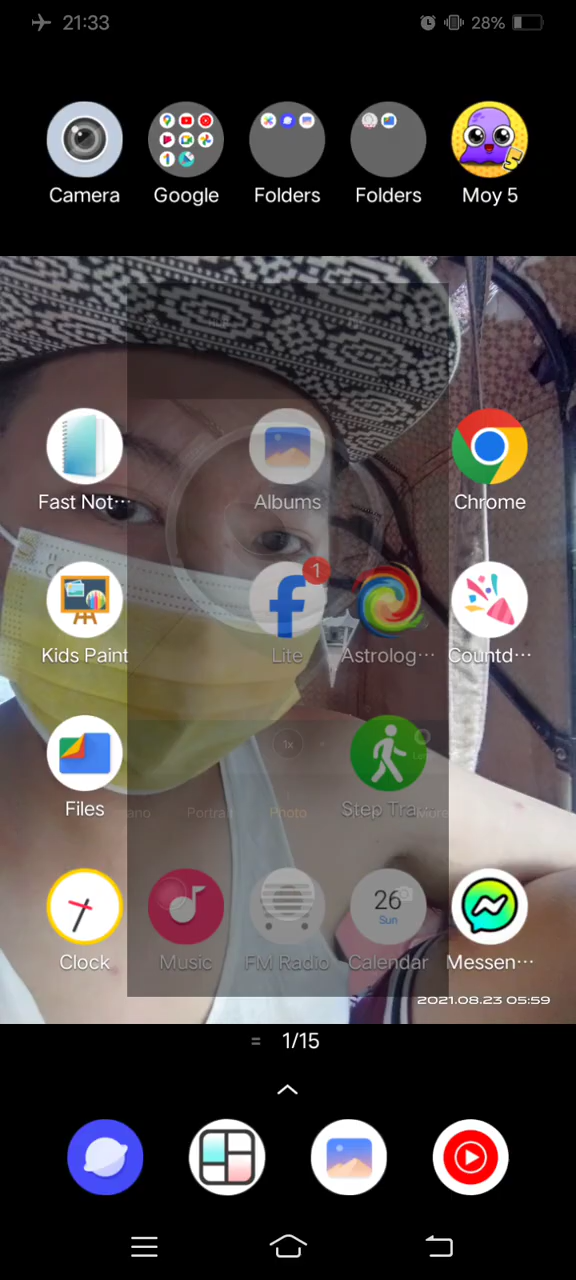 21:33
28%
Camera
Google
Folders
Folders
Moy 5
Fast Not···
Albums
Chrome
1
Kids Paint
Lite
Astrolog···
Countd···
1x
Files
Portrai
Photo
Step Tra···
More
26
Sun
Clock
Music
FM Radio
Calendar
Messen···
2021.08.23 05:59
1/15